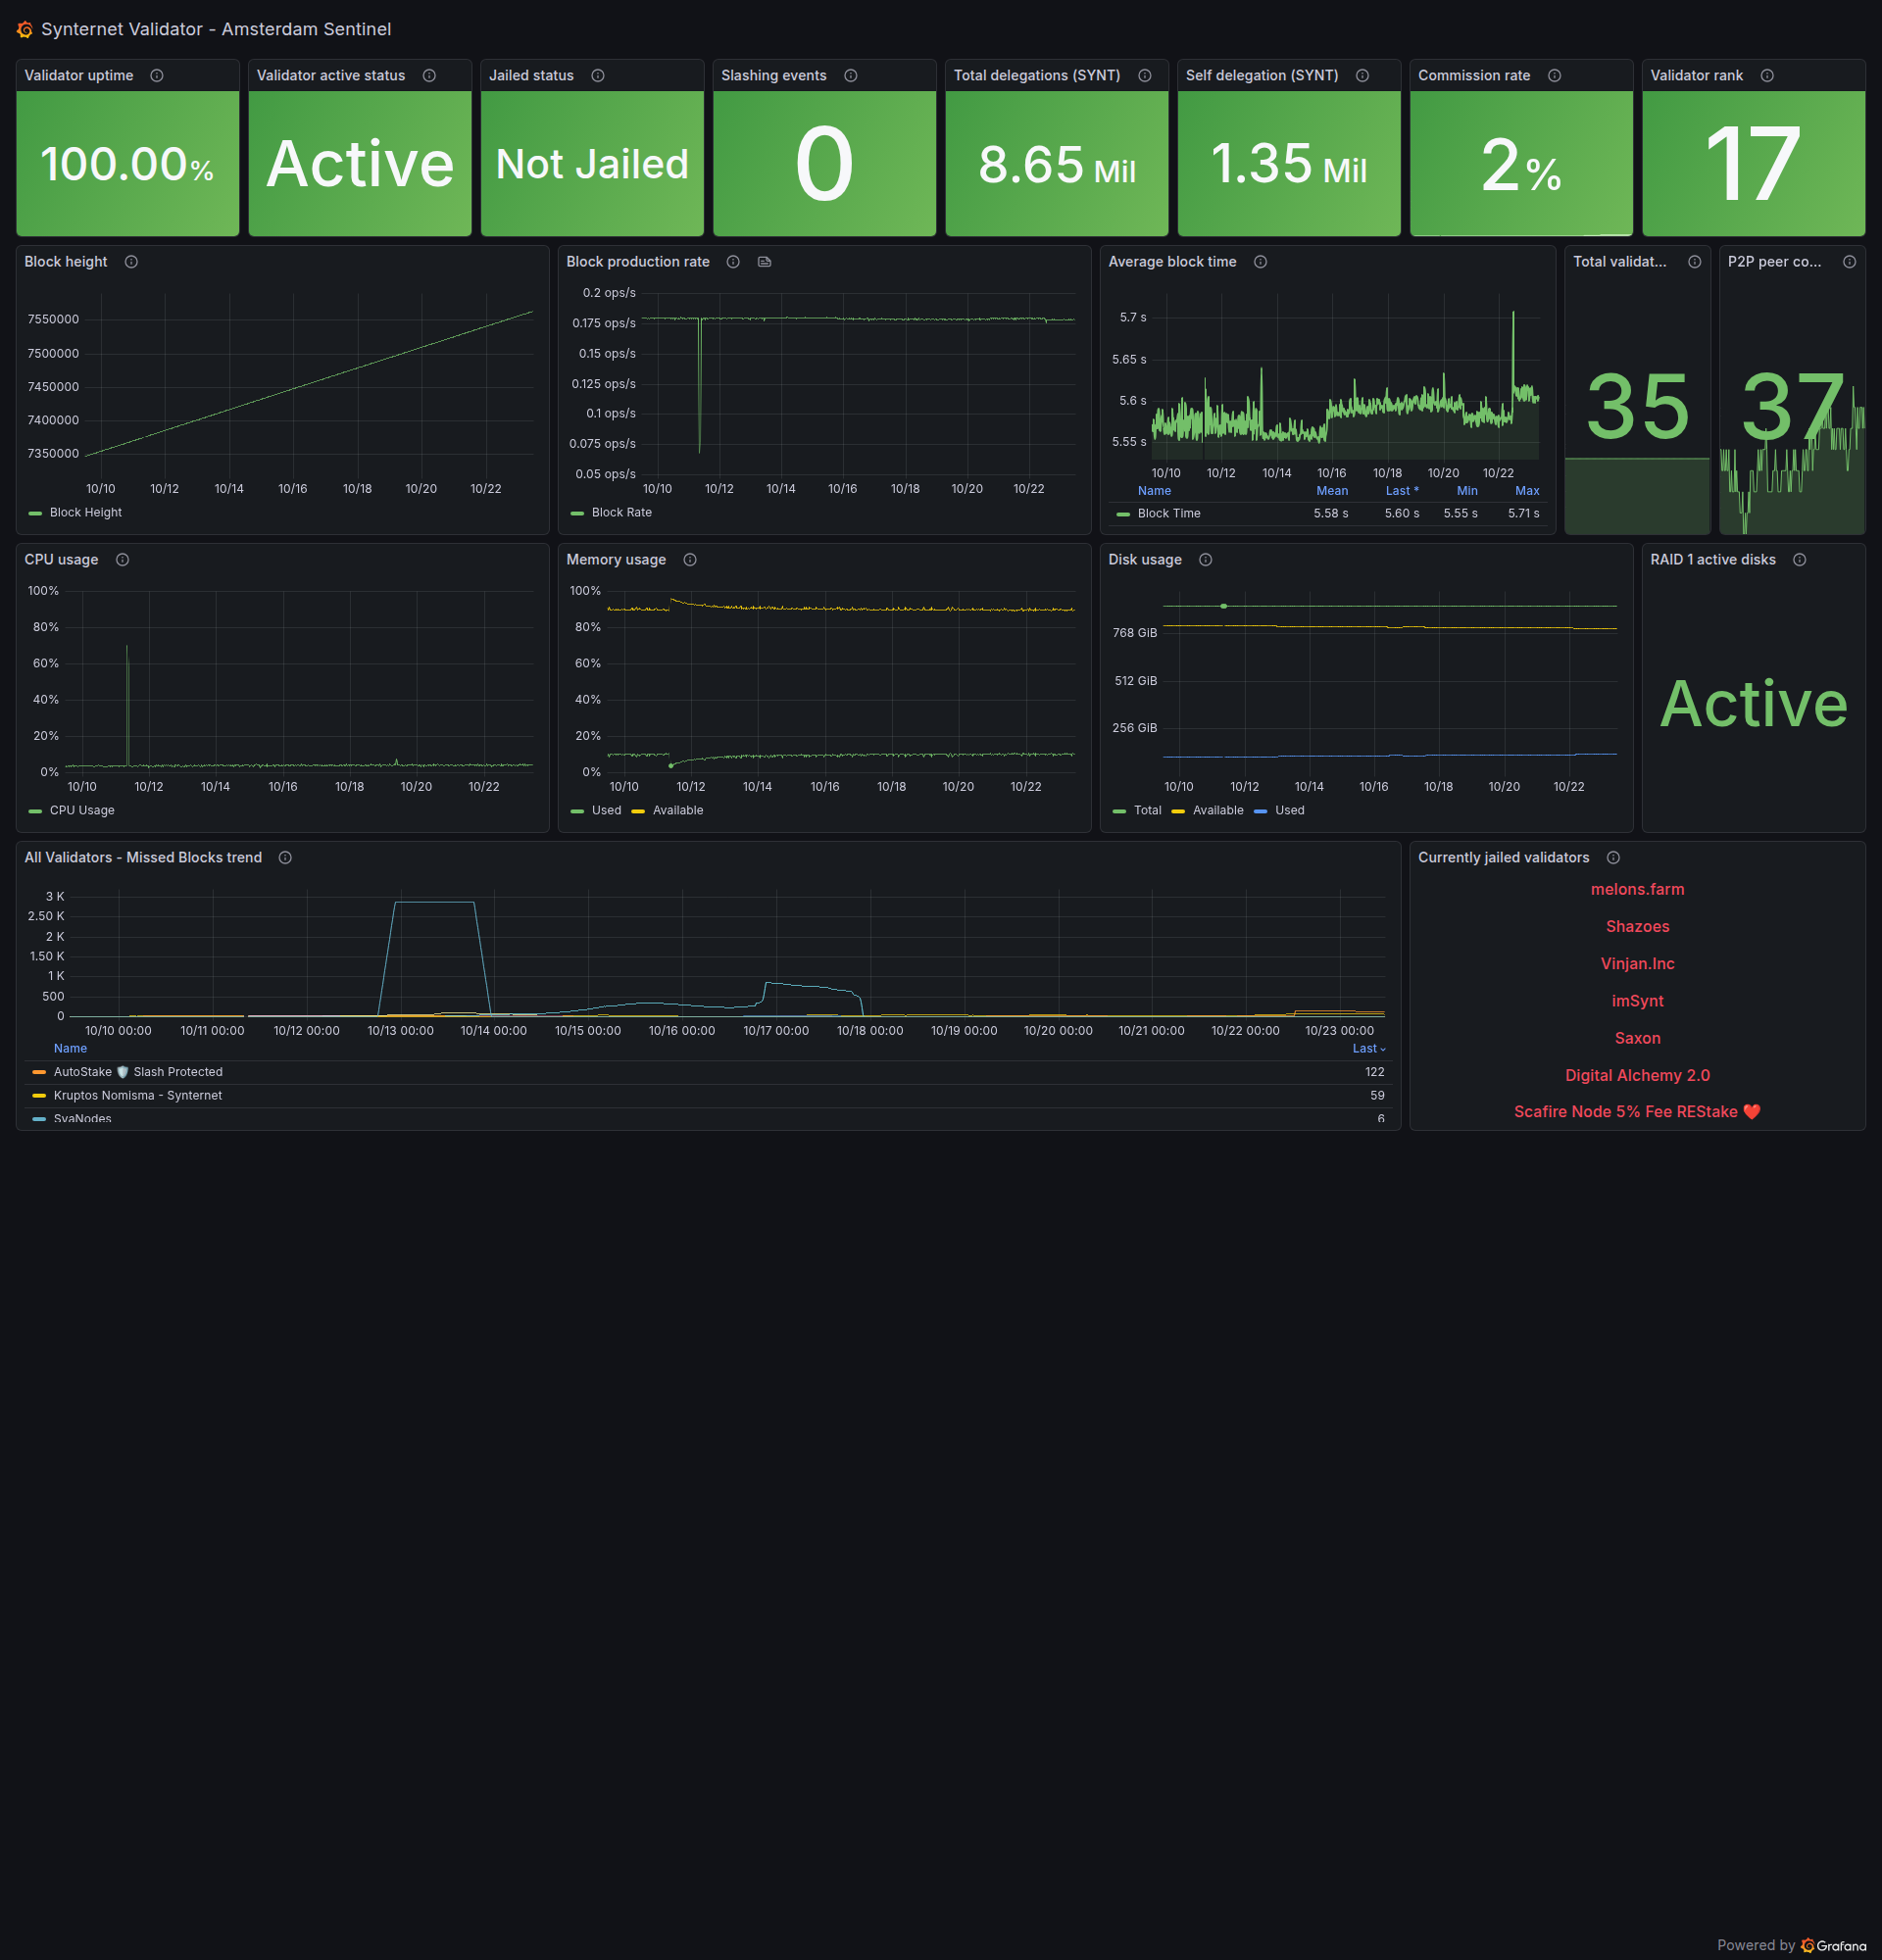 Synternet Validator - Amsterdam Sentinel
Validator uptime
100.00%
Validator active status
Active
Jailed status
Not Jailed
Slashing events
0
Total delegations (SYNT)
8.65 Mil
Self delegation (SYNT)
1.35 Mil
Commission rate
2%
Validator rank
17
Block height
7550000
7500000
7450000
7400000
7350000
10/10 10/12 10/14 10/16 10/18 10/20 10/22
Block Height
Block production rate
0.2 ops/s
0.175 ops/s
0.15 ops/s
0.125 ops/s
0.1 ops/s
0.075 ops/s
0.05 ops/s
10/10 10/12 10/14 10/16 10/18 10/20 10/22
Block Rate
Average block time
5.7 s
5.65 s
5.6 s
5.55 s
10/10 10/12 10/14 10/16 10/18 10/20 10/22
Name Mean Last * Min Max
Block Time 5.58 s 5.60 s 5.55 s 5.71 s
Total validat...
35
P2P peer co...
37
CPU usage
100%
80%
60%
40%
20%
0%
10/10 10/12 10/14 10/16 10/18 10/20 10/22
CPU Usage
Memory usage
100%
80%
60%
40%
20%
0%
10/10 10/12 10/14 10/16 10/18 10/20 10/22
Used Available
Disk usage
768 GiB
512 GiB
256 GiB
10/10 10/12 10/14 10/16 10/18 10/20 10/22
Total Available Used
RAID 1 active disks
Active
All Validators - Missed Blocks trend
3 K
2.50 K
2 K
1.50 K
1 K
500
0
10/10 00:00 10/11 00:00 10/12 00:00 10/13 00:00 10/14 00:00 10/15 00:00 10/16 00:00 10/17 00:00 10/18 00:00 10/19 00:00 10/20 00:00 10/21 00:00 10/22 00:00 10/23 00:00
Name Last
AutoStake 🛡️ Slash Protected 122
Kruptos Nomisma - Synternet 59
SvaNodes 6
Currently jailed validators
melons.farm
Shazoes
Vinjan.Inc
imSynt
Saxon
Digital Alchemy 2.0
Scafire Node 5% Fee REStake ❤️
Powered by Grafana